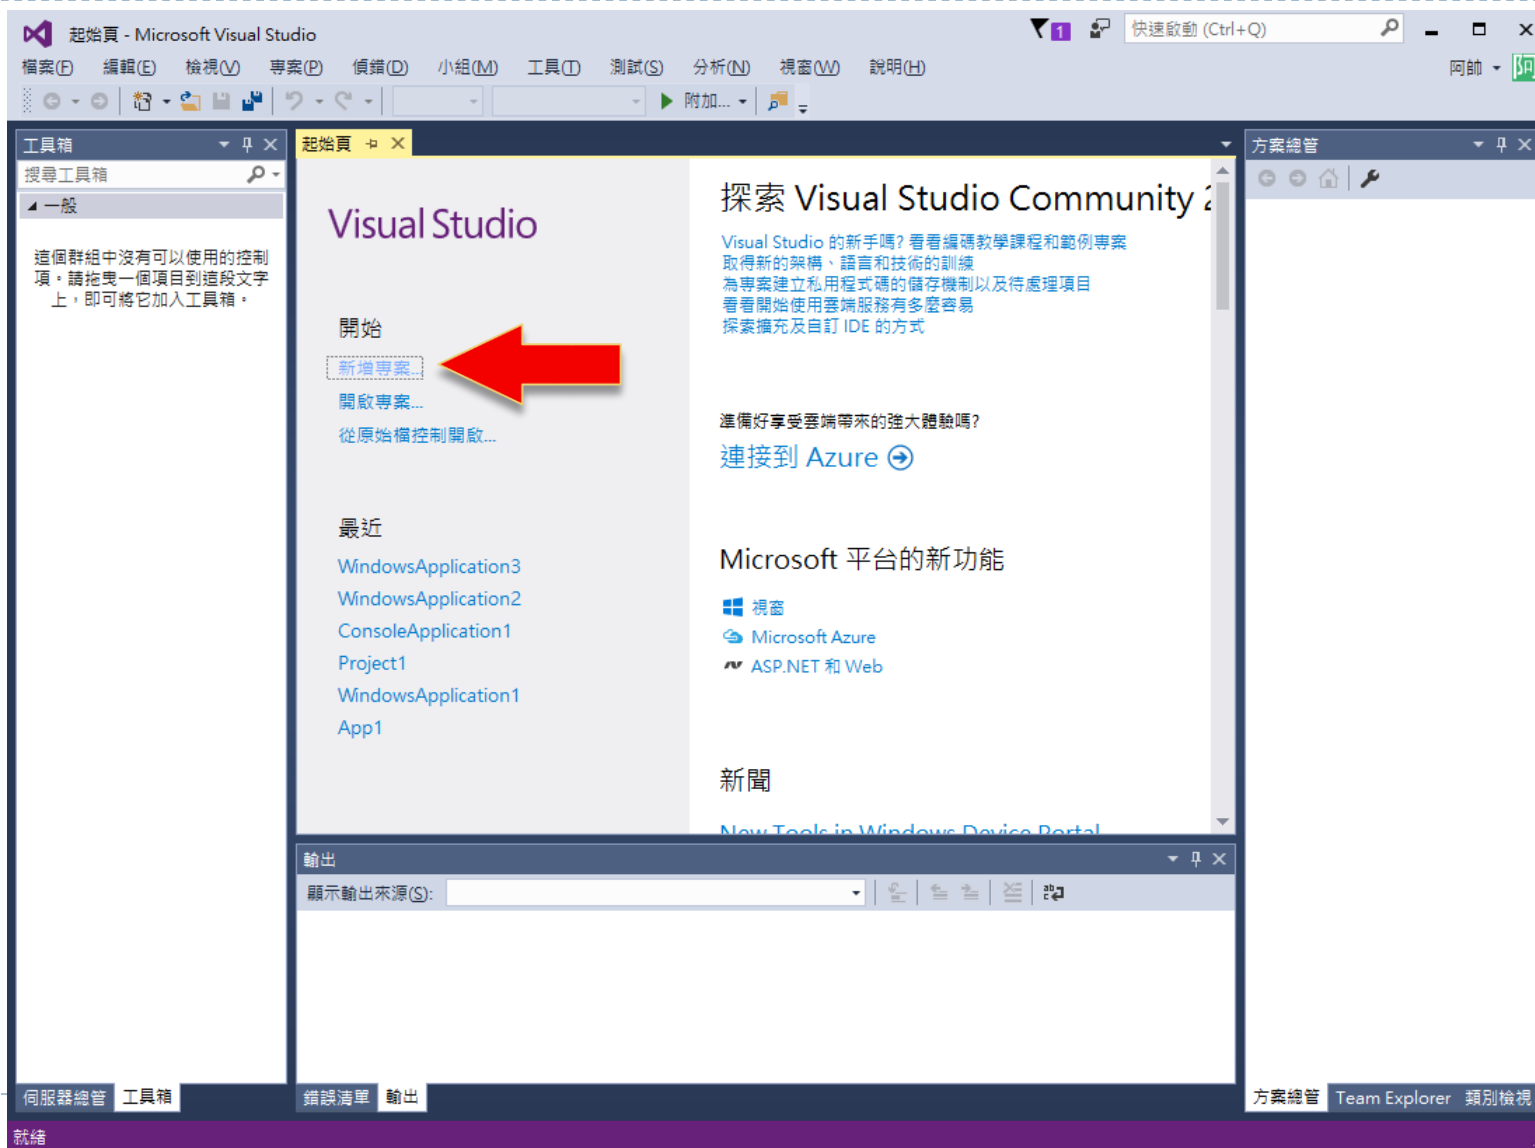 起始頁 - Microsoft Visual Studio
1
快速啟動 (Ctrl+Q)
檔案(F) 編輯(E) 檢視(V) 專案(P) 偵錯(D) 小組(M) 工具(T) 測試(S) 分析(N) 視窗(W) 說明(H)
阿帥
附加...
工具箱
搜尋工具箱
一般
這個群組中沒有可以使用的控制
項。請拖曳一個項目到這段文字
上，即可將它加入工具箱。
起始頁
Visual Studio
開始
新增專案...
開啟專案...
從原始檔控制開啟...
最近
WindowsApplication3
WindowsApplication2
ConsoleApplication1
Project1
WindowsApplication1
App1
探索 Visual Studio Community
Visual Studio 的新手嗎? 看看編碼教學課程和範例專案
取得新的架構、語言和技術的訓練
為專案建立私用程式碼的儲存機制以及待處理項目
看看開始使用雲端服務有多麼容易
探索擴充及自訂 IDE 的方式
準備好享受雲端帶來的強大體驗嗎?
連接到 Azure
Microsoft 平台的新功能
視窗
Microsoft Azure
ASP.NET 和 Web
新聞
New Tools in Windows Device Portal
方案總管
輸出
顯示輸出來源(S):
伺服器總管 工具箱
錯誤清單 輸出
方案總管 Team Explorer 類別檢視
就緒